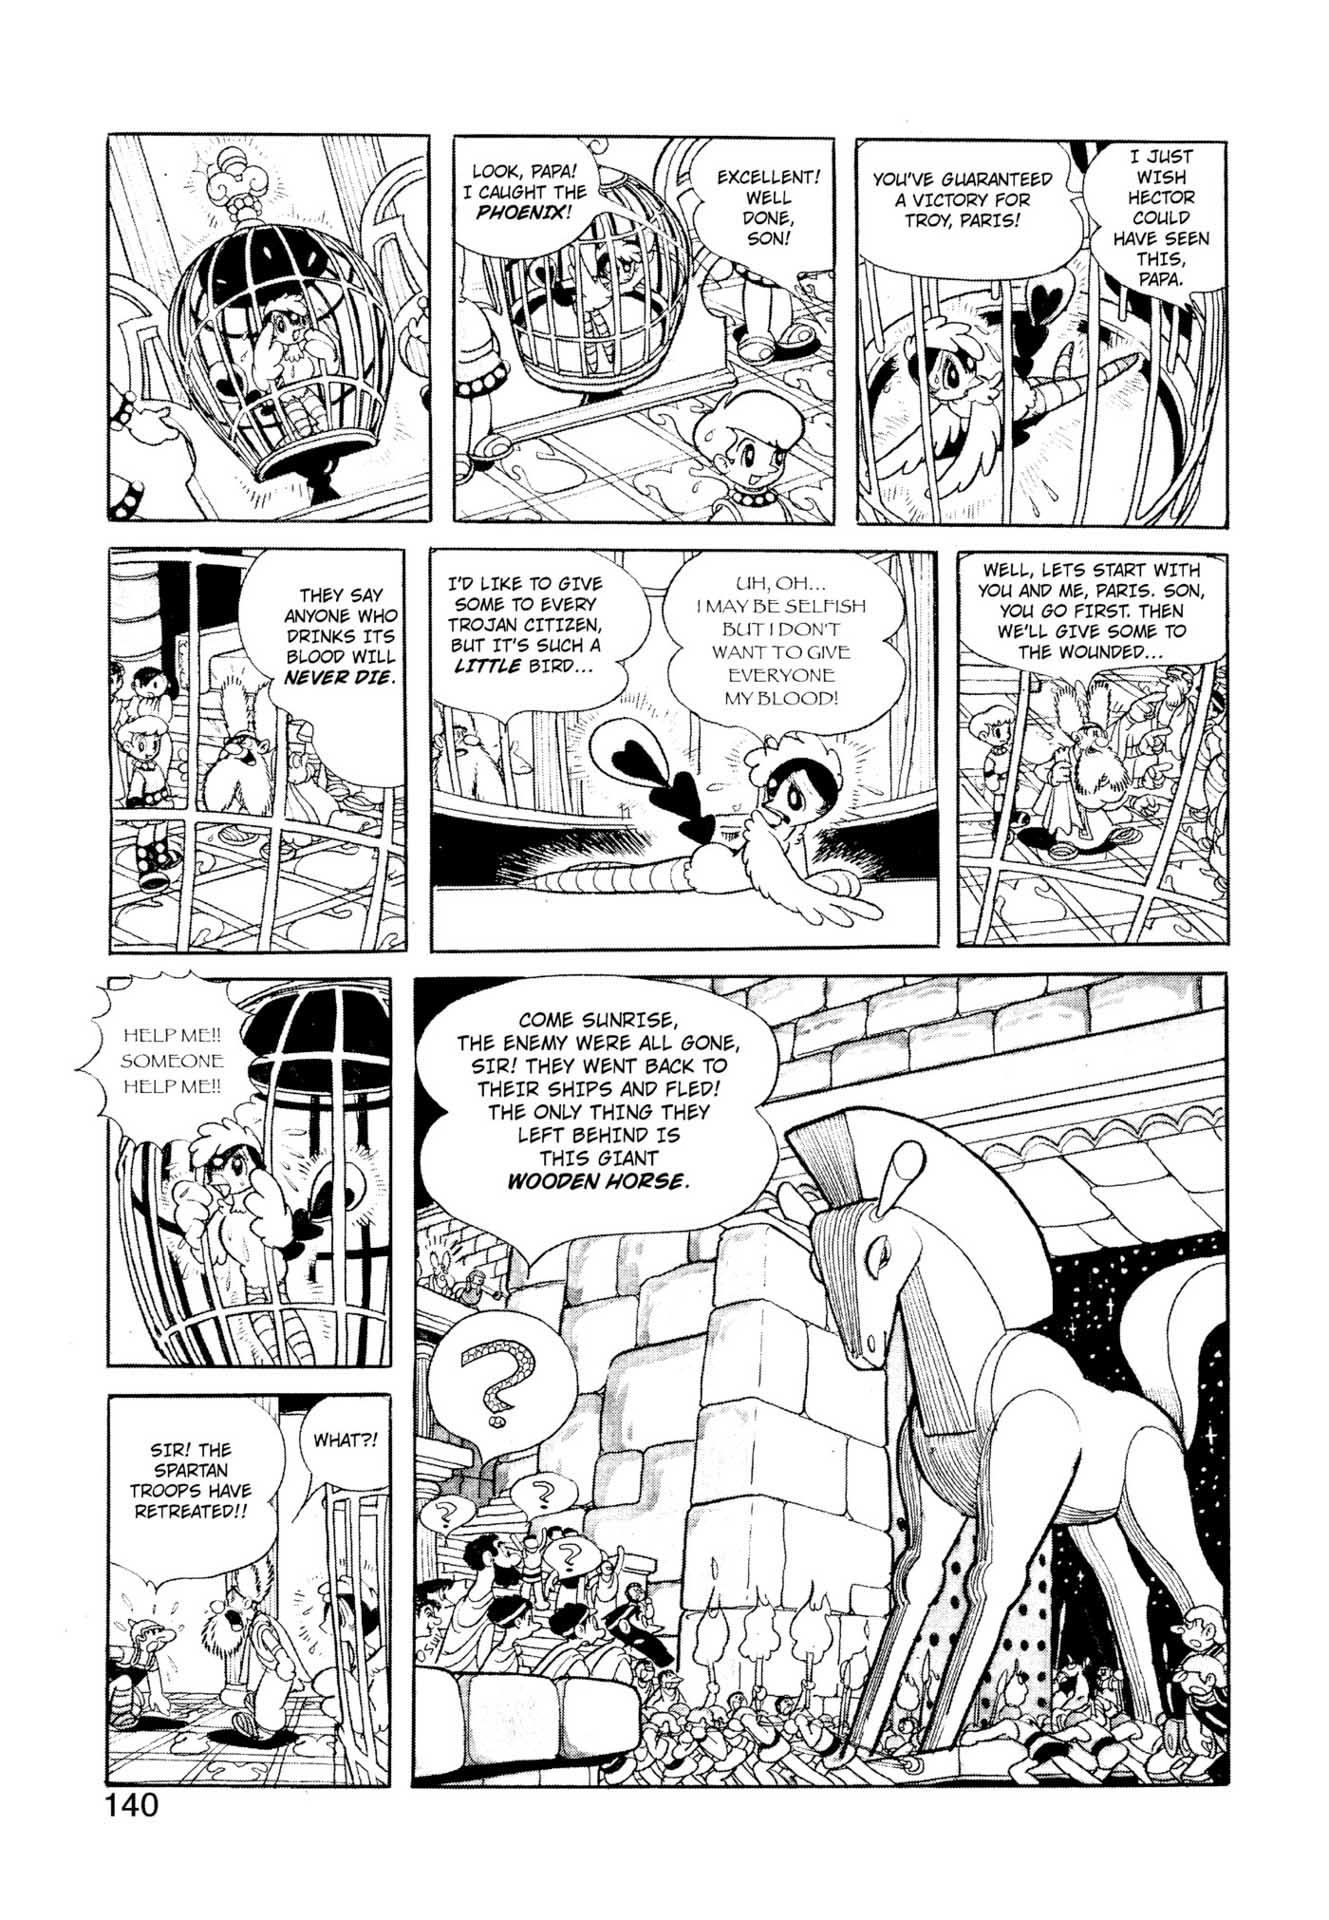 LOOK, PAPA!
I CAUGHT THE
PHOENIX!
EXCELLENT!
WELL
DONE,
SON!
YOU'VE GUARANTEED
A VICTORY FOR
TROY, PARIS!
I JUST
WISH
HECTOR
COULD
HAVE SEEN
THIS,
PAPA.
THEY SAY
ANYONE WHO
DRINKS ITS
BLOOD WILL
NEVER DIE.
I'D LIKE TO GIVE
SOME TO EVERY
TROJAN CITIZEN,
BUT IT'S SUCH A
LITTLE BIRD...
UH, OH...
I MAY BE SELFISH
BUT I DON'T
WANT TO GIVE
EVERYONE
MY BLOOD!
WELL, LETS START WITH
YOU AND ME, PARIS. SON,
YOU GO FIRST. THEN
WE'LL GIVE SOME TO
THE WOUNDED...
HELP ME!!
SOMEONE
HELP ME!!
SIR! THE
SPARTAN
TROOPS HAVE
RETREATED!!
WHAT?!
COME SUNRISE,
THE ENEMY WERE ALL GONE,
SIR! THEY WENT BACK TO
THEIR SHIPS AND FLED!
THE ONLY THING THEY
LEFT BEHIND IS
THIS GIANT
WOODEN HORSE.
?
?
?
?
140